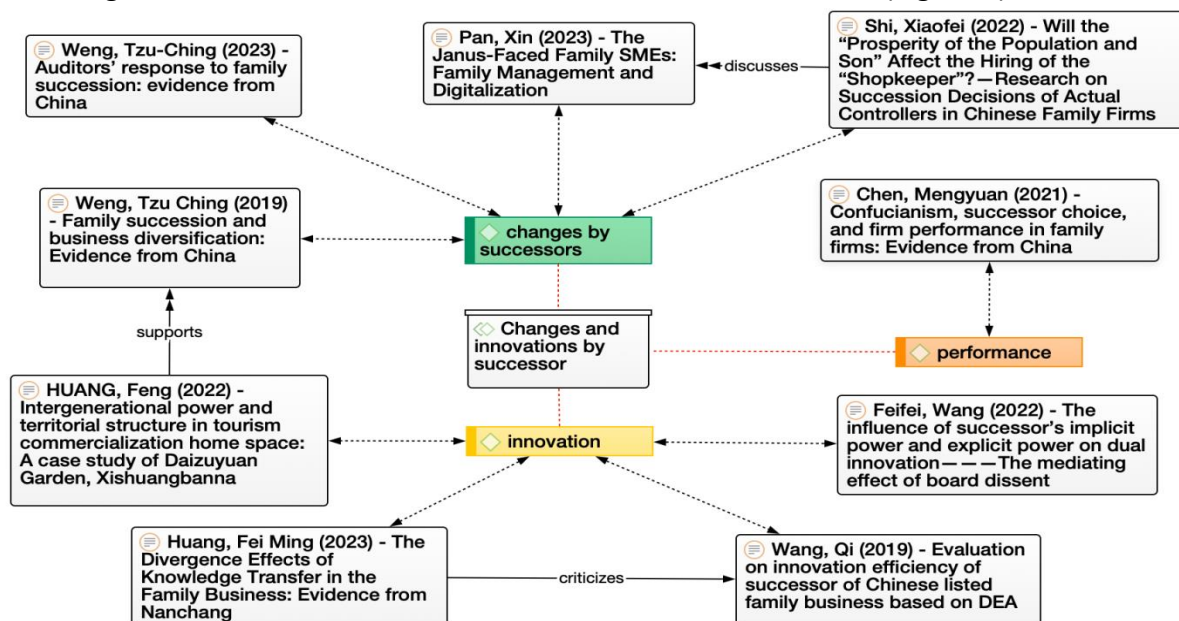 Weng, Tzu-Ching (2023) -
Auditors' response to family
succession: evidence from
China
Pan, Xin (2023) - The
Janus-Faced Family SMEs:
Family Management and
Digitalization
discusses
Shi, Xiaofei (2022) - Will the
“Prosperity of the Population and
Son” Affect the Hiring of the
“Shopkeeper”?—Research on
Succession Decisions of Actual
Controllers in Chinese Family Firms
Weng, Tzu Ching (2019)
- Family succession and
business diversification:
Evidence from China
changes by
successors
Chen, Mengyuan (2021) -
Confucianism, successor choice,
and firm performance in family
firms: Evidence from China
supports
Changes and
innovations by
successor
performance
HUANG, Feng (2022) -
Intergenerational power and
territorial structure in tourism
commercialization home space:
A case study of Daizuyuan
Garden, Xishuangbanna
innovation
Feifei, Wang (2022) - The
influence of successor's implicit
power and explicit power on dual
innovation———The mediating
effect of board dissent
Huang, Fei Ming (2023) - The
Divergence Effects of
Knowledge Transfer in the
Family Business: Evidence from
Nanchang
criticizes
Wang, Qi (2019) - Evaluation
on innovation efficiency of
successor of Chinese listed
family business based on DEA